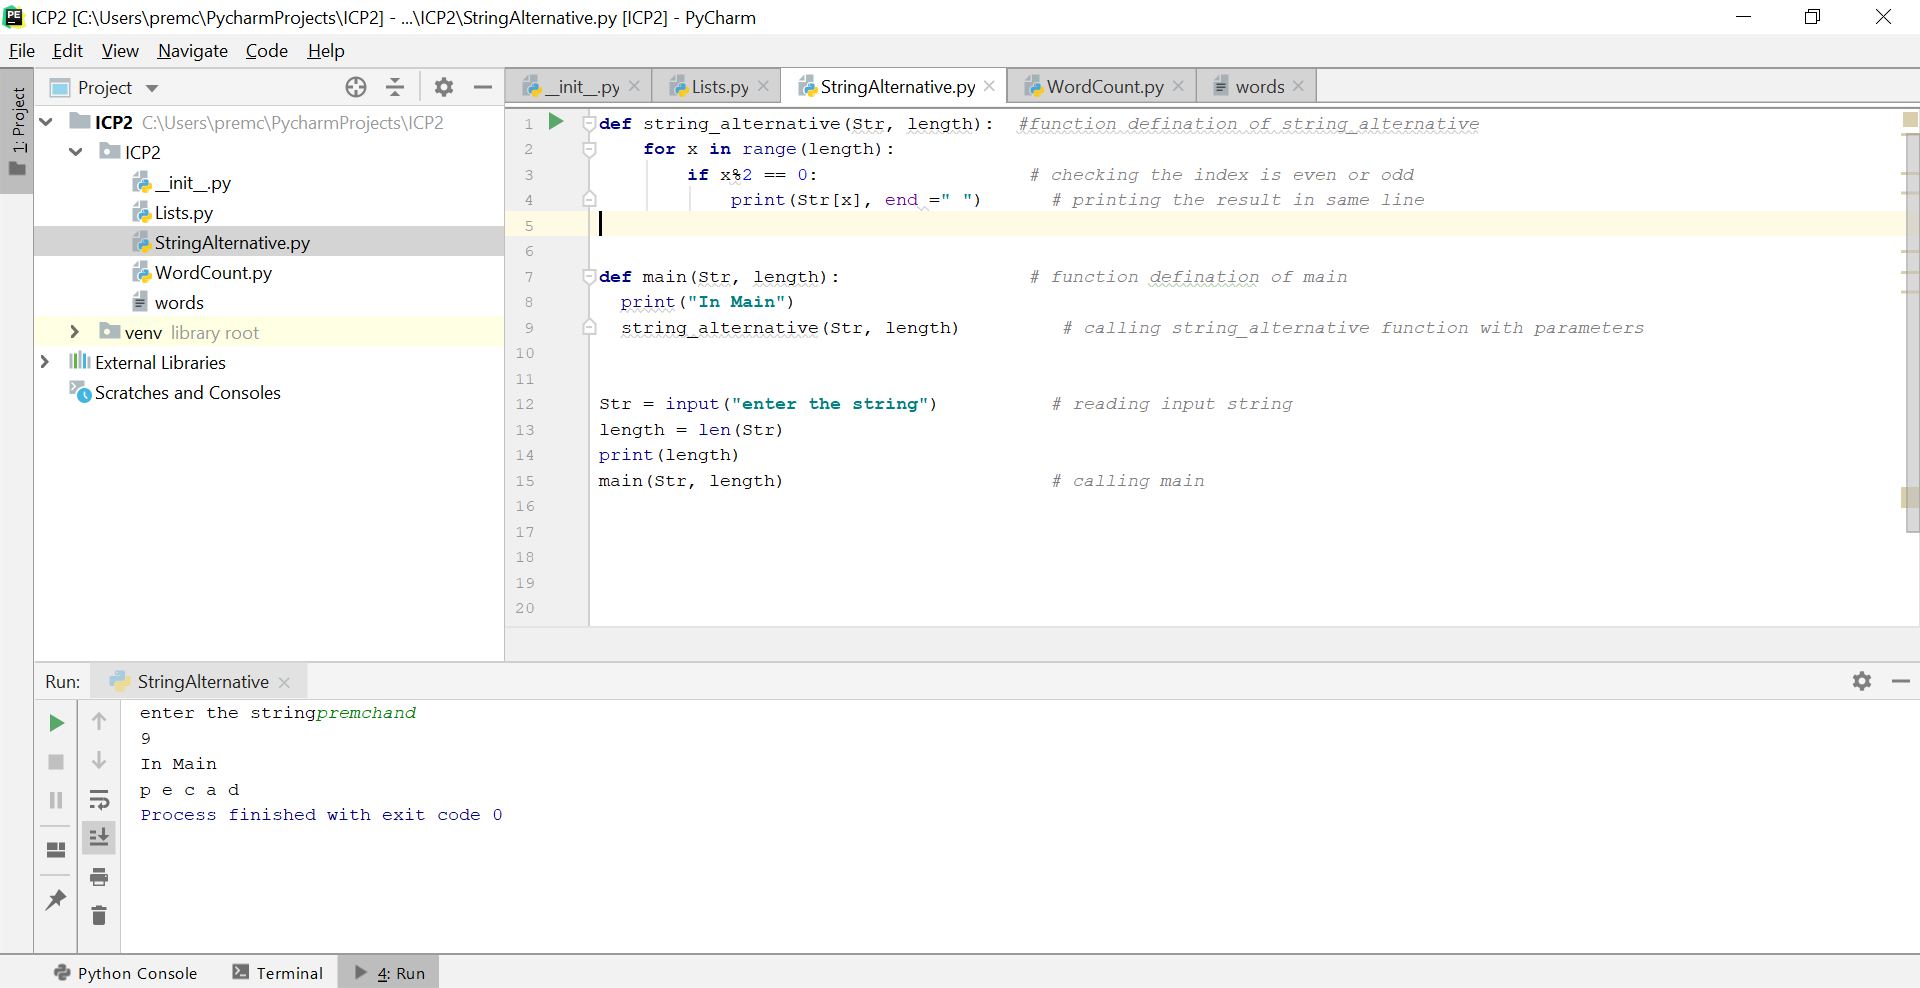 ICP2 [C:\Users\premc\PycharmProjects\ICP2] - ...\ICP2\StringAlternative.py [ICP2] - PyCharm
File Edit View Navigate Code Help
1: Project
Project
ICP2 C:\Users\premc\PycharmProjects\ICP2
ICP2
__init__.py
Lists.py
StringAlternative.py
WordCount.py
words
venv library root
External Libraries
Scratches and Consoles
__init__.py Lists.py StringAlternative.py WordCount.py words
1 def string_alternative(Str, length): #function defination of string_alternative
2 for x in range(length):
3 if x%2 == 0: # checking the index is even or odd
4 print(Str[x], end =" ") # printing the result in same line
5
6
7 def main(Str, length): # function defination of main
8 print("In Main")
9 string_alternative(Str, length) # calling string_alternative function with parameters
10
11
12 Str = input("enter the string") # reading input string
13 length = len(Str)
14 print(length)
15 main(Str, length) # calling main
16
17
18
19
20
Run: StringAlternative
enter the stringpremchand
9
In Main
p e c a d
Process finished with exit code 0
Python Console Terminal 4: Run